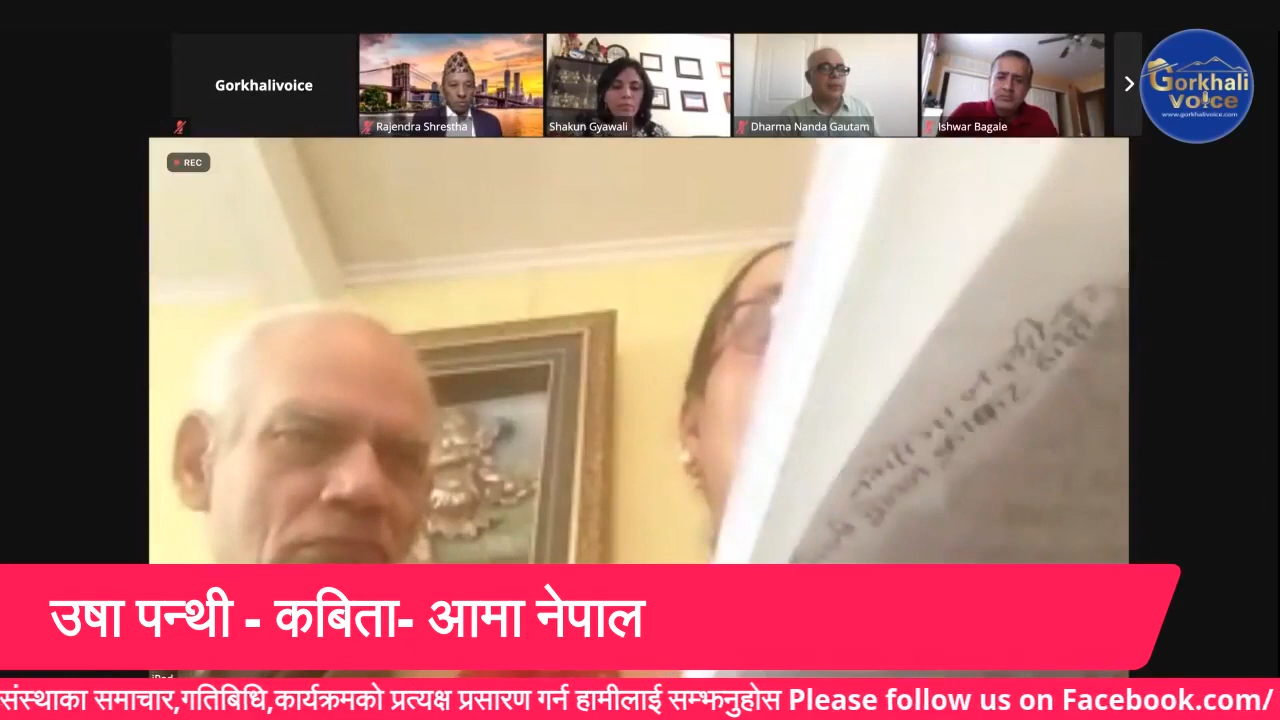 Gorkhalivoice
Rajendra Shrestha
Shakun Gyawali
Dharma Nanda Gautam
Ishwar Bagale
Gorkhali
voice
www.gorkhalivoice.com
REC
उषा पन्थी - कबिता- आमा नेपाल
iPad
संस्थाका समाचार,गतिबिधि,कार्यक्रमको प्रत्यक्ष प्रसारण गर्न हामीलाई सम्झनुहोस Please follow us on Facebook.com/